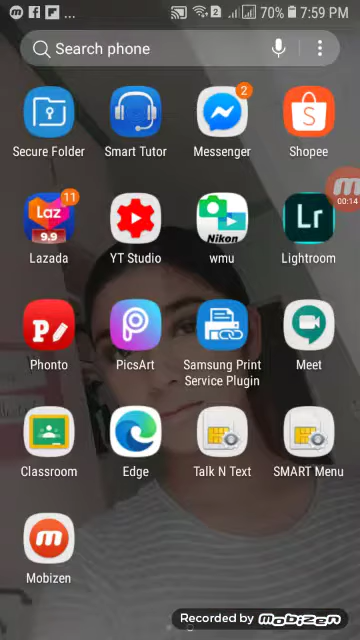 ... 2 70% 7:59 PM
Search phone
2
Secure Folder Smart Tutor Messenger Shopee
00:14
Laz 9.9 11 Nikon Lr
Lazada YT Studio wmu Lightroom
P
Phonto PicsArt Samsung Print Service Plugin Meet
Classroom Edge Talk N Text SMART Menu
m
Mobizen
Recorded by MOBIZEN